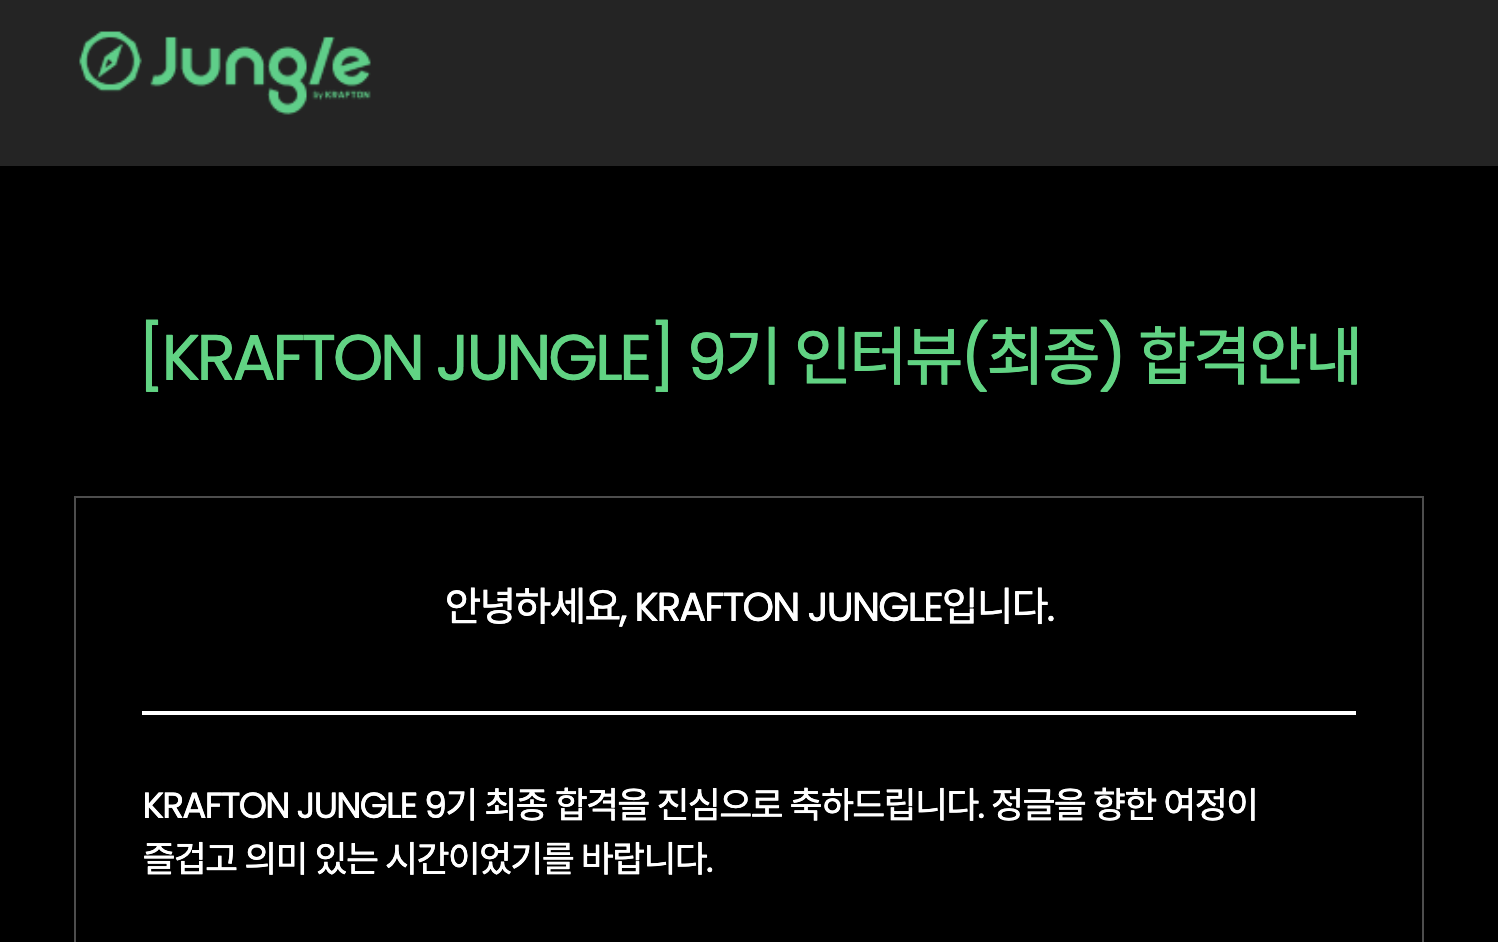 Jungle
by KRAFTON
[KRAFTON JUNGLE] 9기 인터뷰(최종) 합격안내
안녕하세요, KRAFTON JUNGLE입니다.
KRAFTON JUNGLE 9기 최종 합격을 진심으로 축하드립니다. 정글을 향한 여정이
즐겁고 의미 있는 시간이었기를 바랍니다.